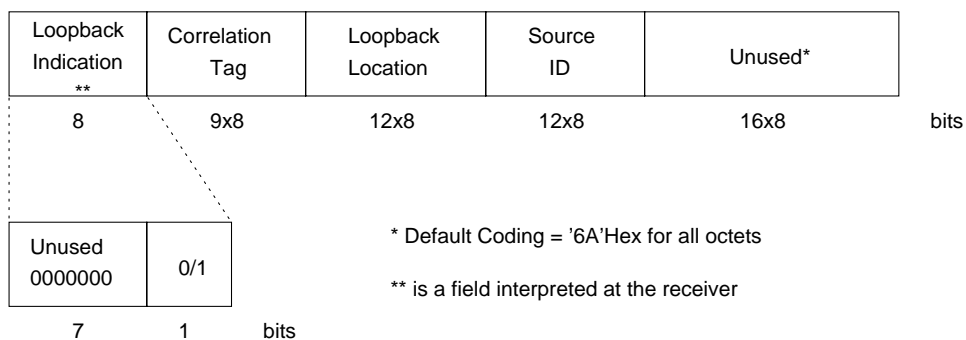 Loopback
Indication
**
Correlation
Tag
Loopback
Location
Source
ID
Unused*
8
9x8
12x8
12x8
16x8
bits
Unused
0000000
0/1
* Default Coding = '6A'Hex for all octets
** is a field interpreted at the receiver
7
1
bits